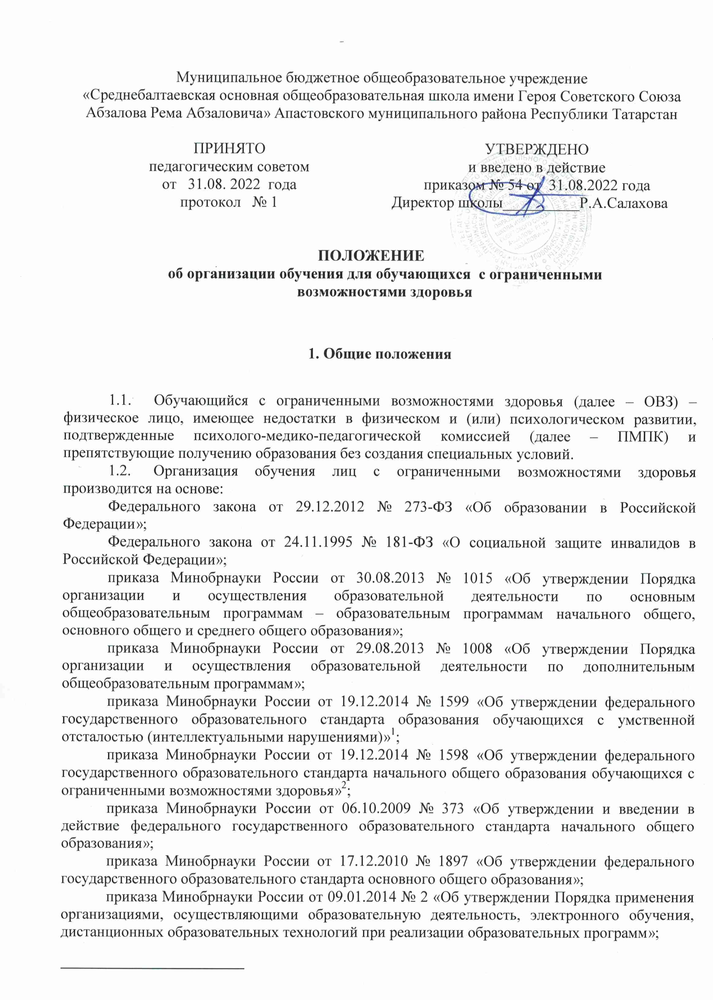 Муниципальное бюджетное общеобразовательное учреждение
«Среднебалтаевская основная общеобразовательная школа имени Героя Советского Союза
Абзалова Рема Абзаловича» Апастовского муниципального района Республики Татарстан
ПРИНЯТО
педагогическим советом
от 31.08. 2022 года
протокол № 1
УТВЕРЖДЕНО
и введено в действие
приказом № 54 от 31.08.2022 года
Директор школы__________Р.А.Салахова
ПОЛОЖЕНИЕ
об организации обучения для обучающихся с ограниченными
возможностями здоровья
1. Общие положения
1.1. Обучающийся с ограниченными возможностями здоровья (далее – ОВЗ) –
физическое лицо, имеющее недостатки в физическом и (или) психологическом развитии,
подтвержденные психолого-медико-педагогической комиссией (далее – ПМПК) и
препятствующие получению образования без создания специальных условий.
1.2. Организация обучения лиц с ограниченными возможностями здоровья
производится на основе:
Федерального закона от 29.12.2012 № 273-ФЗ «Об образовании в Российской
Федерации»;
Федерального закона от 24.11.1995 № 181-ФЗ «О социальной защите инвалидов в
Российской Федерации»;
приказа Минобрнауки России от 30.08.2013 № 1015 «Об утверждении Порядка
организации и осуществления образовательной деятельности по основным
общеобразовательным программам – образовательным программам начального общего,
основного общего и среднего общего образования»;
приказа Минобрнауки России от 29.08.2013 № 1008 «Об утверждении Порядка
организации и осуществления образовательной деятельности по дополнительным
общеобразовательным программам»;
приказа Минобрнауки России от 19.12.2014 № 1599 «Об утверждении федерального
государственного образовательного стандарта образования обучающихся с умственной
отсталостью (интеллектуальными нарушениями)»¹;
приказа Минобрнауки России от 19.12.2014 № 1598 «Об утверждении федерального
государственного образовательного стандарта начального общего образования обучающихся с
ограниченными возможностями здоровья»²;
приказа Минобрнауки России от 06.10.2009 № 373 «Об утверждении и введении в
действие федерального государственного образовательного стандарта начального общего
образования»;
приказа Минобрнауки России от 17.12.2010 № 1897 «Об утверждении федерального
государственного образовательного стандарта основного общего образования»;
приказа Минобрнауки России от 09.01.2014 № 2 «Об утверждении Порядка применения
организациями, осуществляющими образовательную деятельность, электронного обучения,
дистанционных образовательных технологий при реализации образовательных программ»;